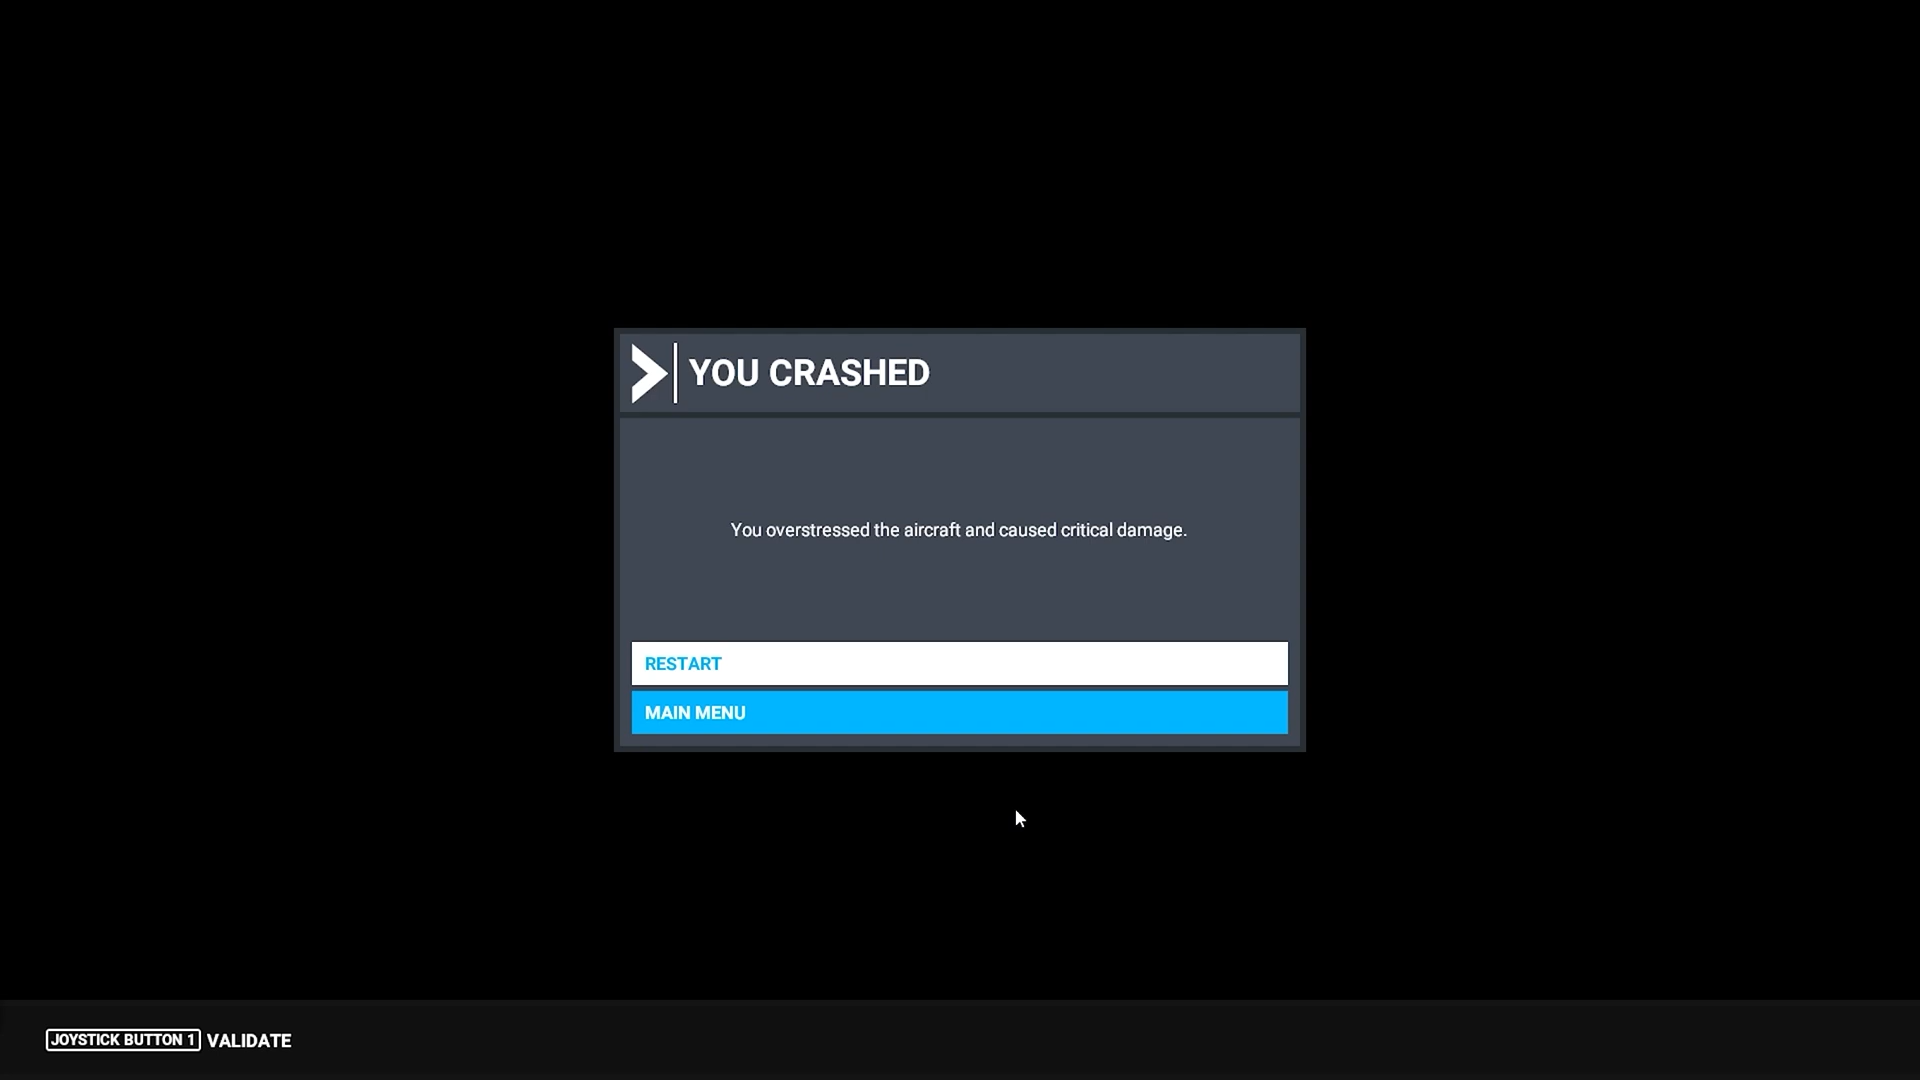 YOU CRASHED
You overstressed the aircraft and caused critical damage.
RESTART
MAIN MENU
JOYSTICK BUTTON 1 VALIDATE